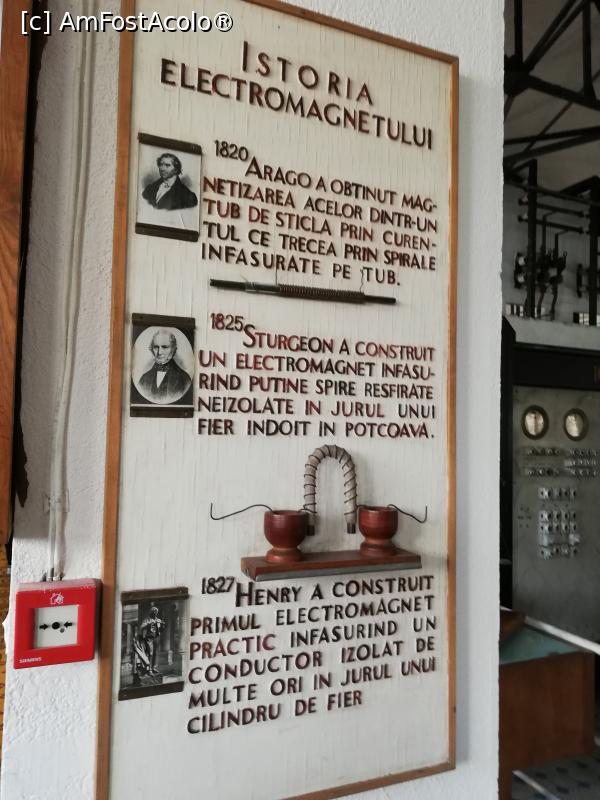 [c] AmFostAcolo®
ISTORIA
ELECTROMAGNETULUI
1820 ARAGO A OBTINUT MAG-
NETIZAREA ACELOR DINTR-UN
TUB DE STICLA PRIN CUREN-
TUL CE TRECEA PRIN SPIRALE
INFASURATE PE TUB.
1825 STURGEON A CONSTRUIT
UN ELECTROMAGNET INFASU-
RIND PUTINE SPIRE RESFIRATE
NEIZOLATE IN JURUL UNUI
FIER INDOIT IN POTCOAVA.
1827 HENRY A CONSTRUIT
PRIMUL ELECTROMAGNET
PRACTIC INFASURIND UN
CONDUCTOR IZOLAT DE
MULTE ORI IN JURUL UNUI
CILINDRU DE FIER
SIEMENS